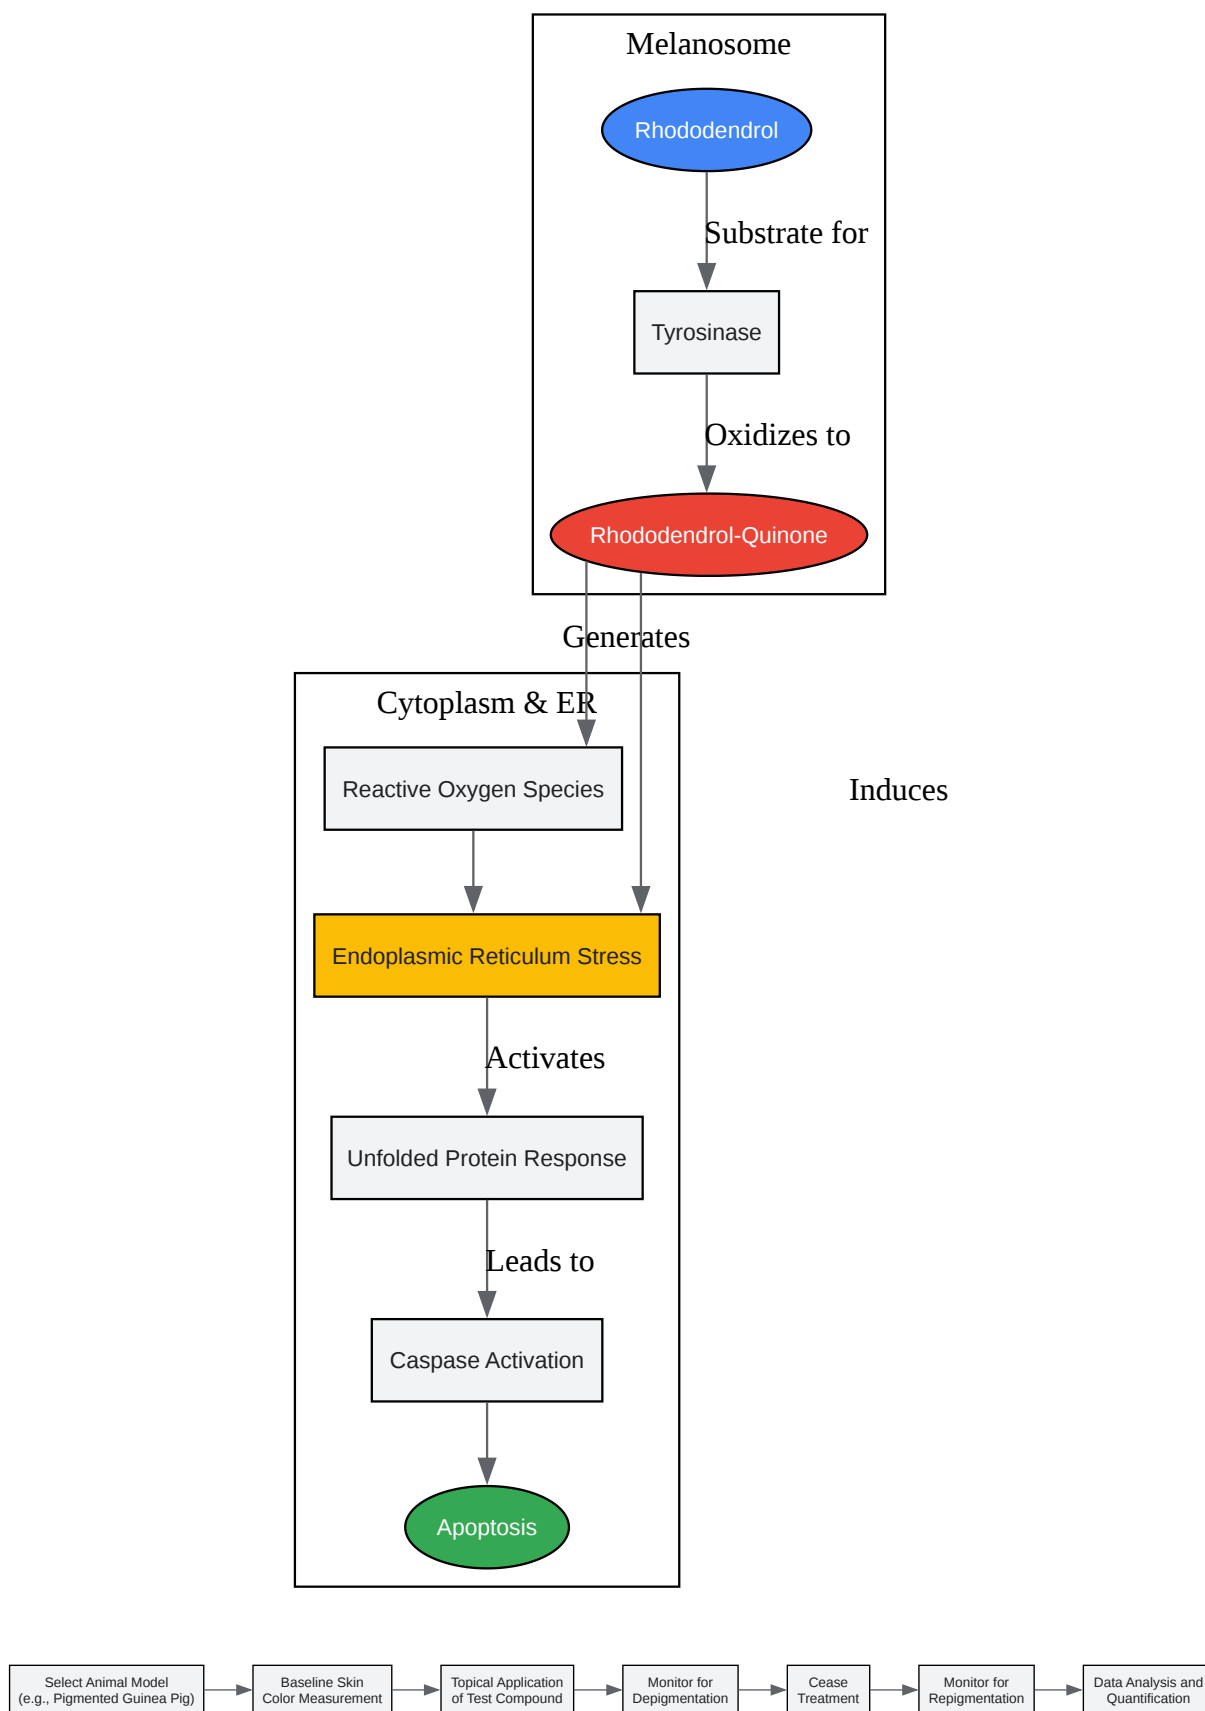 Melanosome
Rhododendrol
Substrate for
Tyrosinase
Oxidizes to
Rhododendrol-Quinone
Generates
Cytoplasm & ER
Reactive Oxygen Species
Induces
Endoplasmic Reticulum Stress
Activates
Unfolded Protein Response
Leads to
Caspase Activation
Apoptosis
Select Animal Model
(e.g., Pigmented Guinea Pig)
Baseline Skin
Color Measurement
Topical Application
of Test Compound
Monitor for
Depigmentation
Cease
Treatment
Monitor for
Repigmentation
Data Analysis and
Quantification